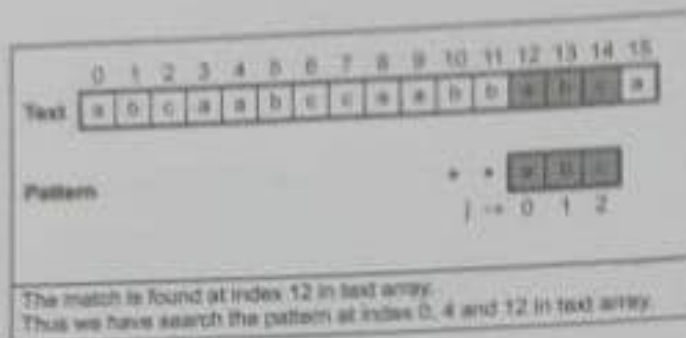 0 1 2 3 4 5 6 7 8 9 10 11 12 13 14 15
Text a b c a a b c c a a b b a b c a
Pattern a b c
j → 0 1 2
The match is found at index 12 in text array.
Thus we have search the pattern at index 0, 4 and 12 in text array.